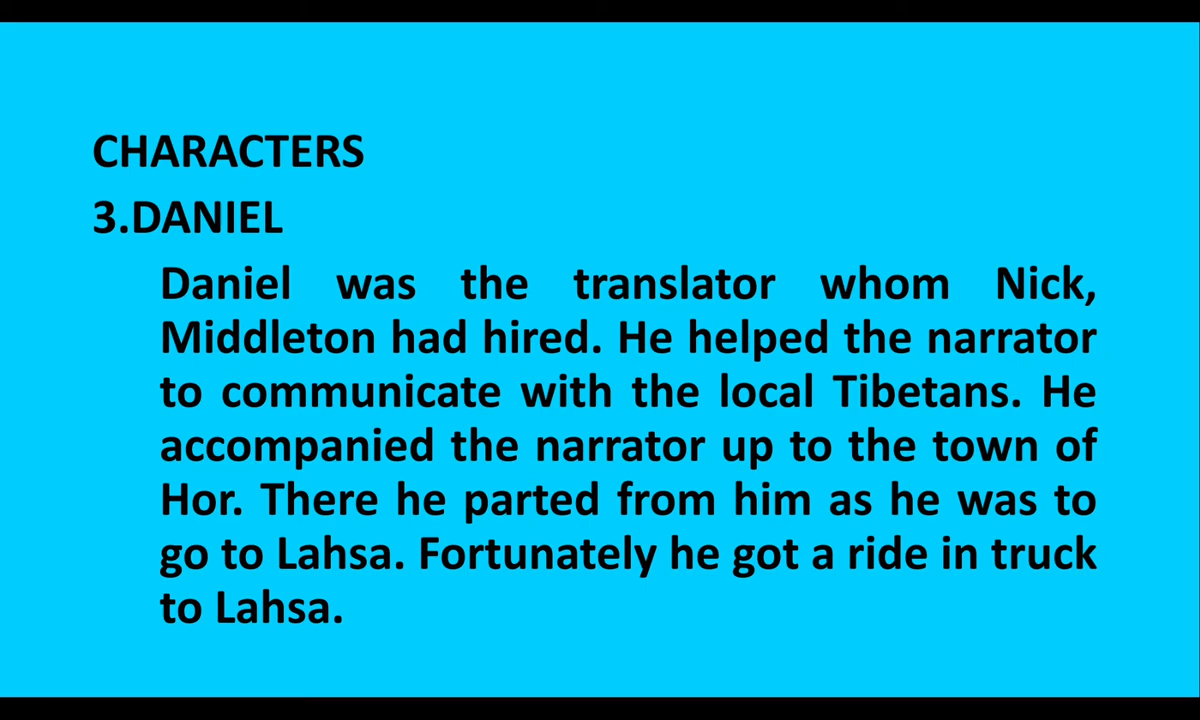 CHARACTERS
3.DANIEL
Daniel was the translator whom Nick,
Middleton had hired. He helped the narrator
to communicate with the local Tibetans. He
accompanied the narrator up to the town of
Hor. There he parted from him as he was to
go to Lahsa. Fortunately he got a ride in truck
to Lahsa.